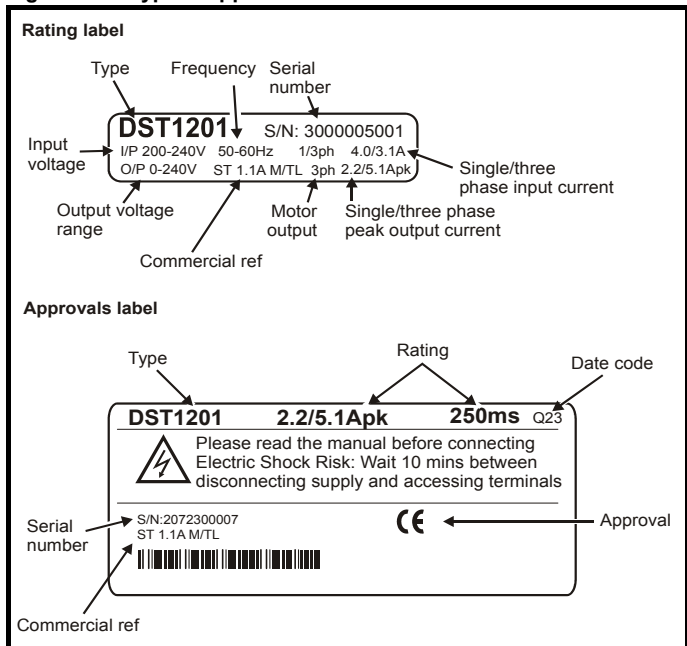 Rating label
Type Frequency Serial number
DST1201 S/N: 3000005001
Input voltage
I/P 200-240V 50-60Hz 1/3ph 4.0/3.1A
O/P 0-240V ST 1.1A M/TL 3ph 2.2/5.1Apk
Single/three phase input current
Output voltage range
Motor output
Single/three phase peak output current
Commercial ref
Approvals label
Type
Rating
Date code
DST1201 2.2/5.1Apk 250ms Q23
Please read the manual before connecting
Electric Shock Risk: Wait 10 mins between
disconnecting supply and accessing terminals
Serial number
S/N:2072300007
ST 1.1A M/TL
CE
Approval
Commercial ref